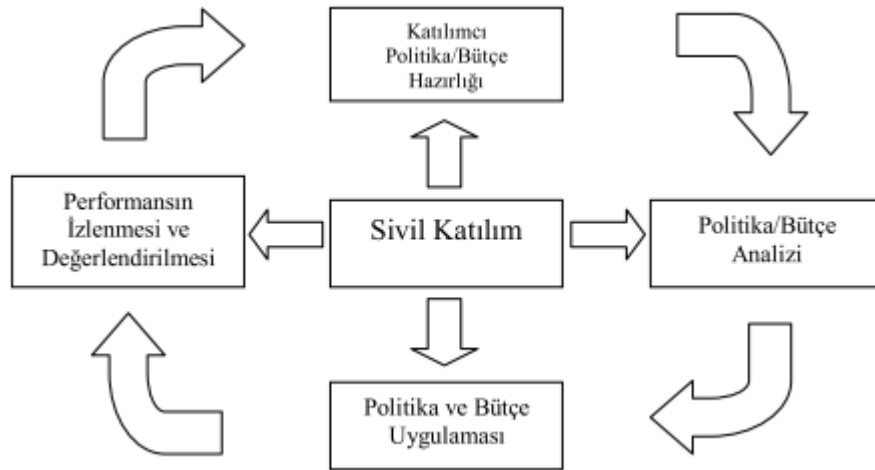 Katılımcı
Politika/Bütçe
Hazırlığı
Performansın
İzlenmesi ve
Değerlendirilmesi
Sivil Katılım
Politika/Bütçe
Analizi
Politika ve Bütçe
Uygulaması